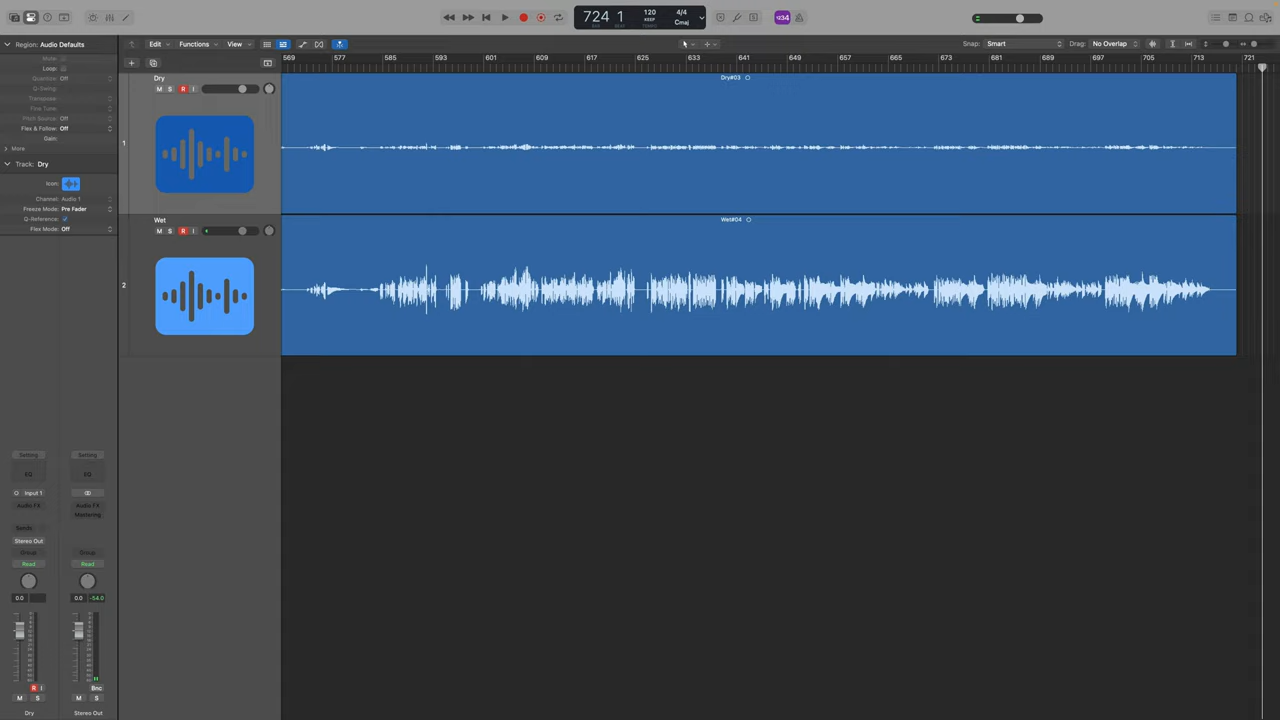 724 1
120
KEEP
4/4
Cmaj
Region: Audio Defaults
Edit
Functions
View
Snap: Smart
Drag: No Overlap
Mute:
Loop:
Quantize: Off
Q-Swing:
Transpose:
Fine Tune:
Pitch Source: Off
Flex & Follow: Off
Gain:
More
569 577 585 593 601 609 617 625 633 641 649 657 665 673 681 689 697 705 713 721
Track: Dry
Icon:
Channel: Audio 1
Freeze Mode: Pre Fader
Q-Reference:
Flex Mode: Off
1
Dry
M S R I
Dry#03
2
Wet
M S R I
Wet#04
Setting Setting
EQ EQ
Input 1
Audio FX Audio FX
Mastering
Sends
Stereo Out
Group Group
Read Read
0.0 0.0 -54.0
R I Bnc
M S M S
Dry Stereo Out